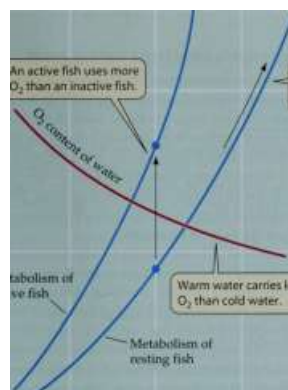 An active fish uses more
O₂ than an inactive fish.
O₂ content of water
tabolism of
ve fish
Warm water carries l
O₂ than cold water.
Metabolism of
resting fish